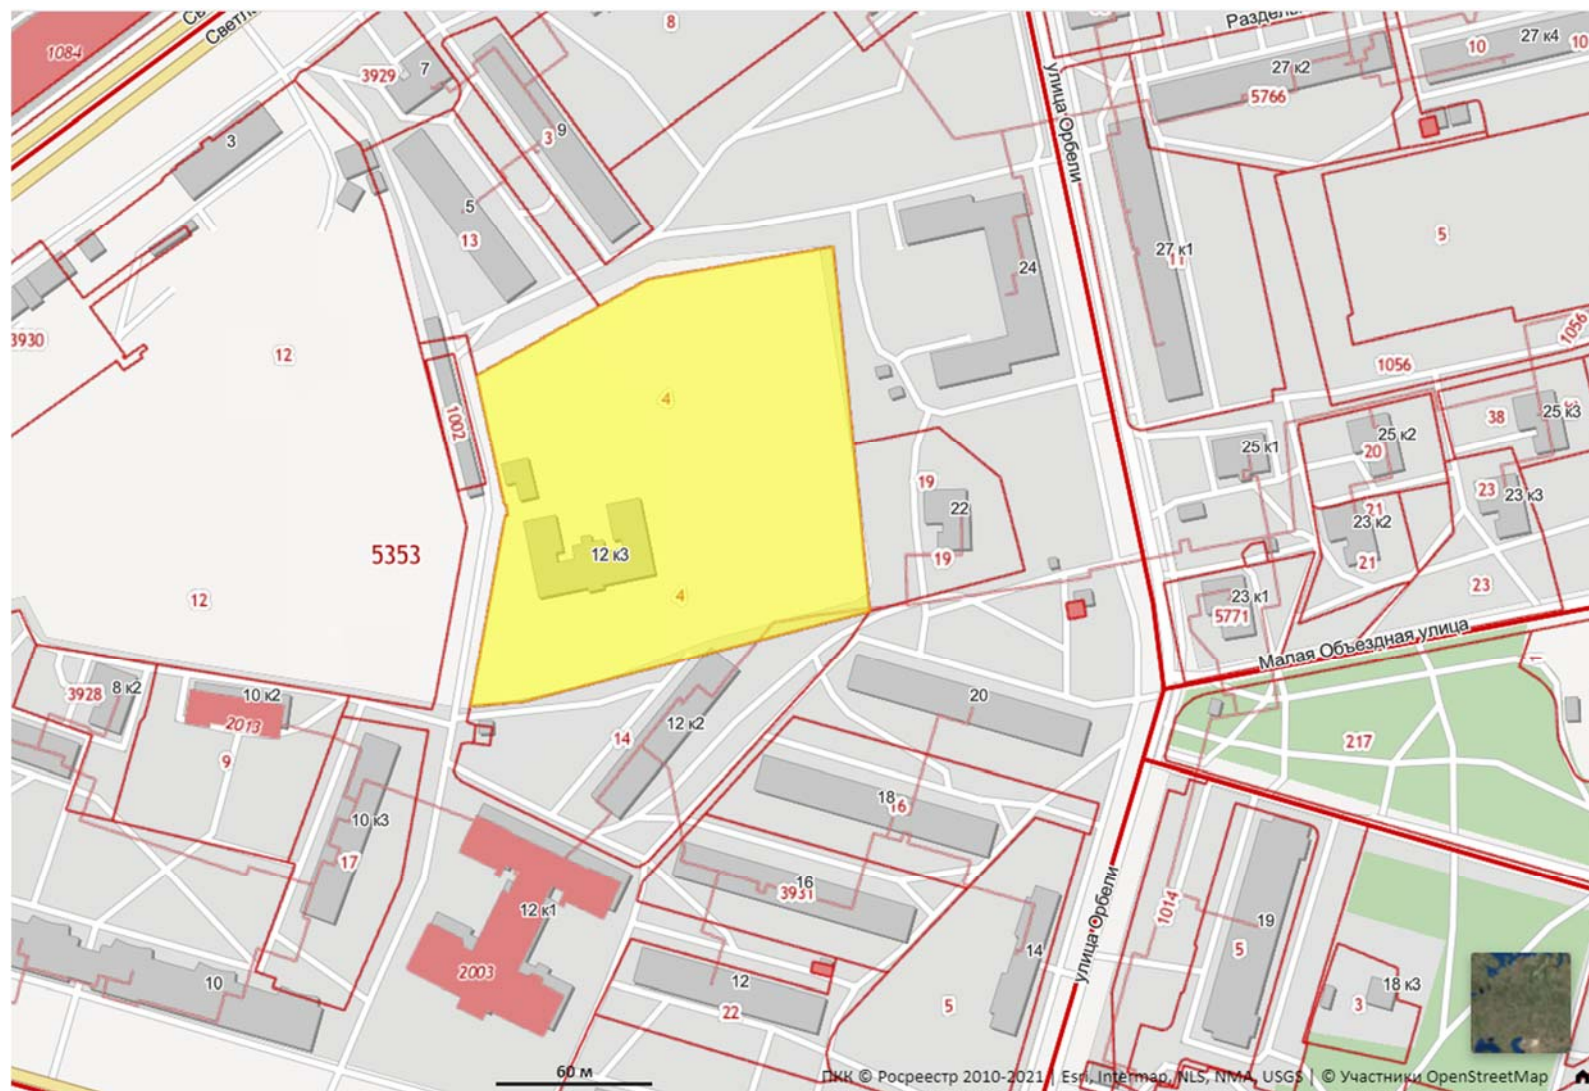 1084
Светла
8
Раздель
27 к4
10
10
7
3929
27 к2
5766
9
3
3
улица Орбели
5
13
5
27 к1
11
24
3930
12
1056
1056
4
1002
25 к3
38
25 к2
20
25 к1
19
22
23
23 к3
21
23 к2
12 к3
5353
19
21
23
12
4
23 к1
5771
Малая Объездная улица
1
8 к2
3928
10 к2
2013
20
12 к2
14
217
9
18
16
10 к3
17
16
3931
12 к1
1014
19
5
14
улица Орбели
2003
10
12
22
5
18 к3
3
60 м
ПКК © Росреестр 2010-2021 | Esri, Intermap, NLS, NMA, USGS | © Участники OpenStreetMap